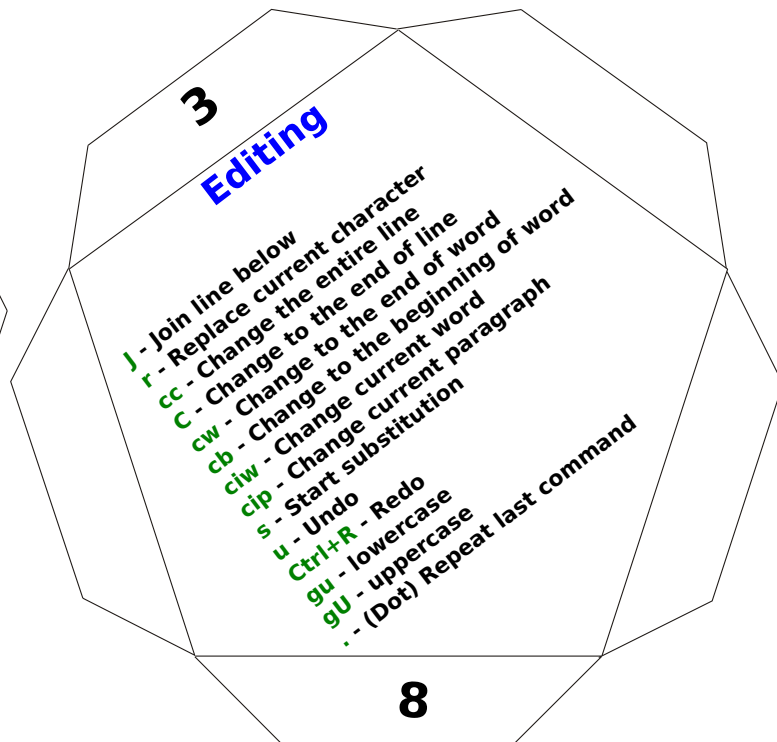 3
Editing
J - Join line below
r - Replace current character
cc - Change the entire line
C - Change to the end of line
cw - Change to the end of word
cb - Change to the beginning of word
ciw - Change current word
cip - Change current paragraph
s - Start substitution
u - Undo
Ctrl+R - Redo
gu - lowercase
gU - uppercase
. - (Dot) Repeat last command
8